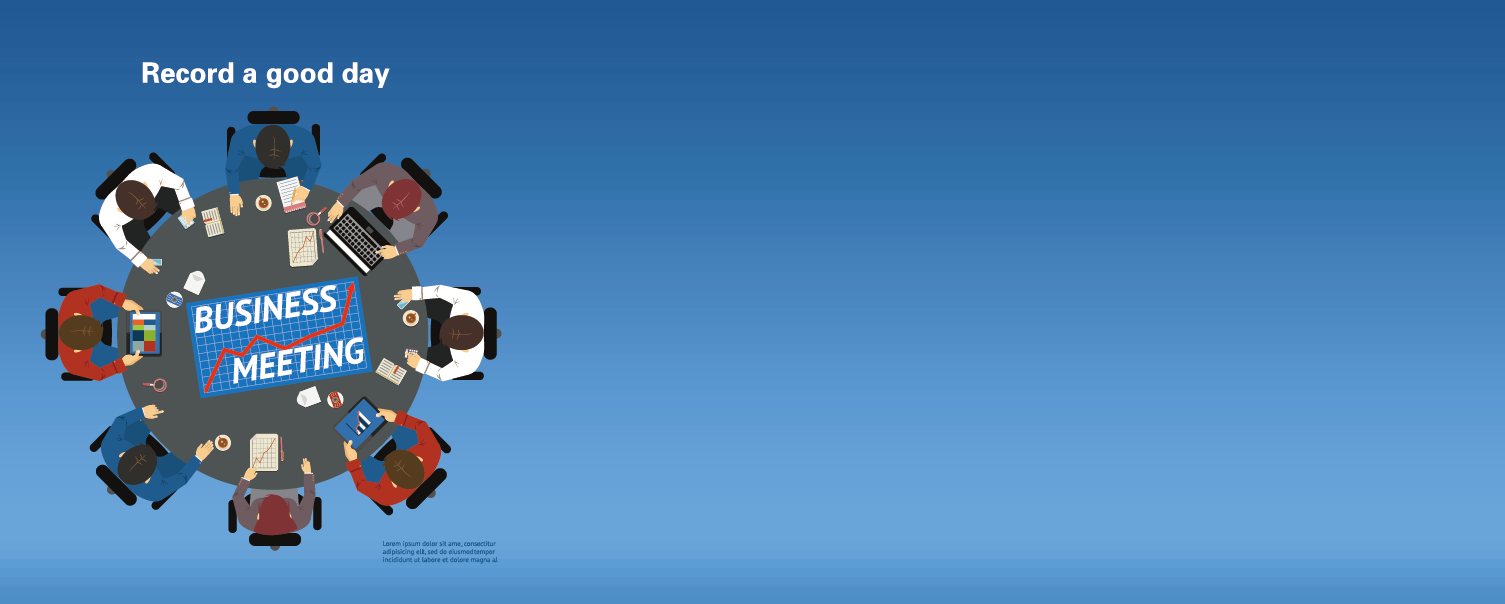 Record a good day
BUSINESS
MEETING
Lorem ipsum dolor sit ame, consectitur
adipisicing elit, sed do eiusmodtempor
incididunt ut labore et dolore magna al